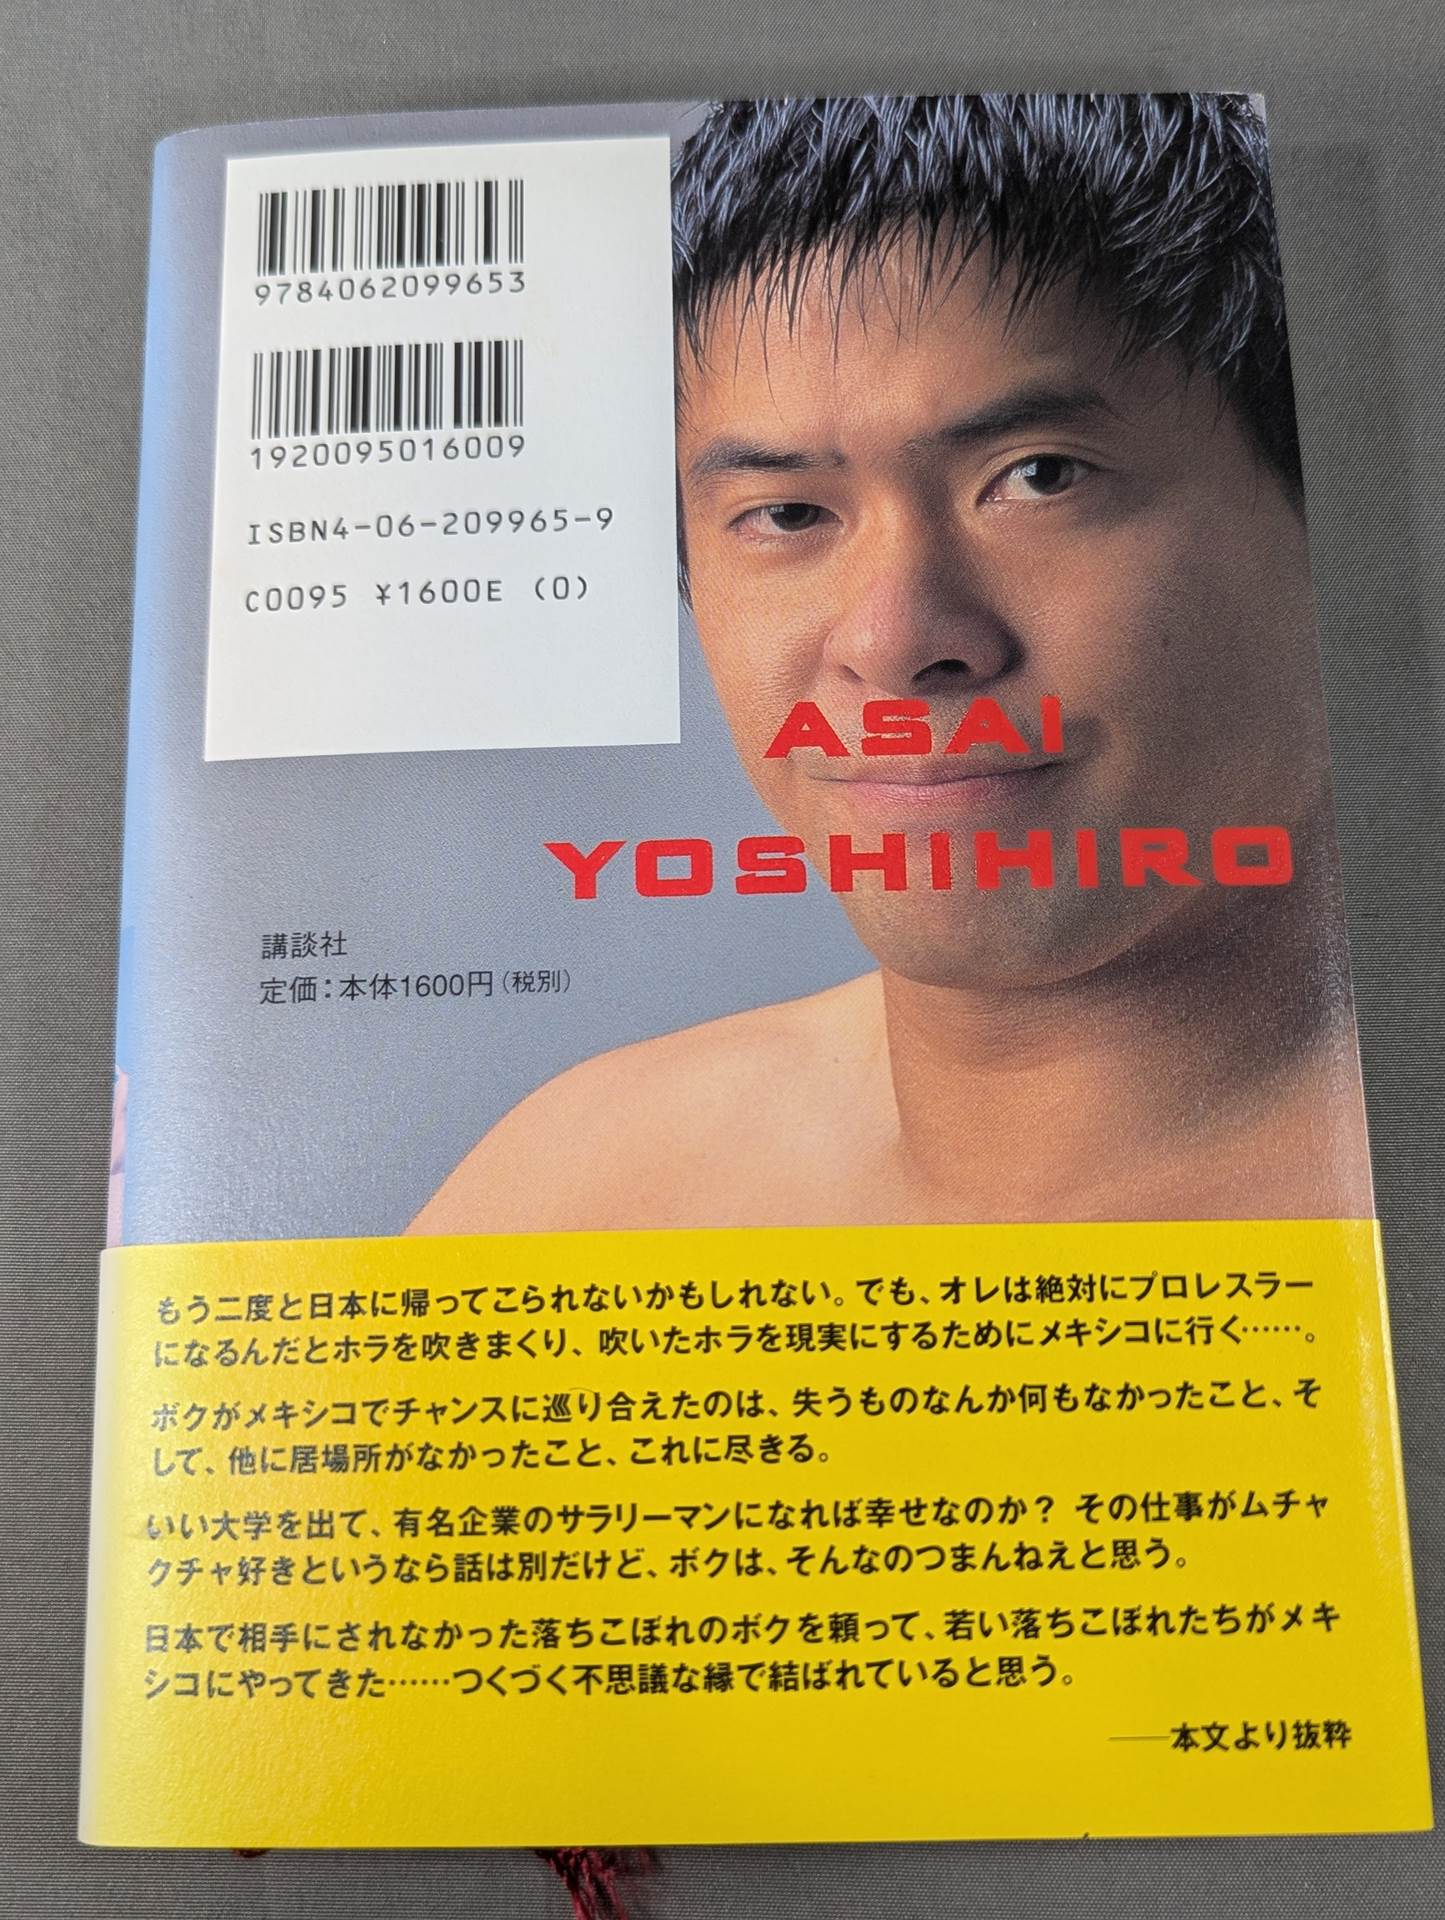 9784062099653
1920095016009
ISBN4-06-209965-9
C0095 ¥1600E (0)
ASAI
YOSHIHIRO
講談社
定価：本体1600円（税別）
もう二度と日本に帰ってこられないかもしれない。でも、オレは絶対にプロレスラー
になるんだとホラを吹きまくり、吹いたホラを現実にするためにメキシコに行く……。
ボクがメキシコでチャンスに巡り合えたのは、失うものなんか何もなかったこと、そ
して、他に居場所がなかったこと、これに尽きる。
いい大学を出て、有名企業のサラリーマンになれば幸せなのか？ その仕事がムチャ
クチャ好きというなら話は別だけど、ボクは、そんなのつまんねえと思う。
日本で相手にされなかった落ちこぼれのボクを頼って、若い落ちこぼれたちがメキ
シコにやってきた……つくづく不思議な縁で結ばれていると思う。
――本文より抜粋